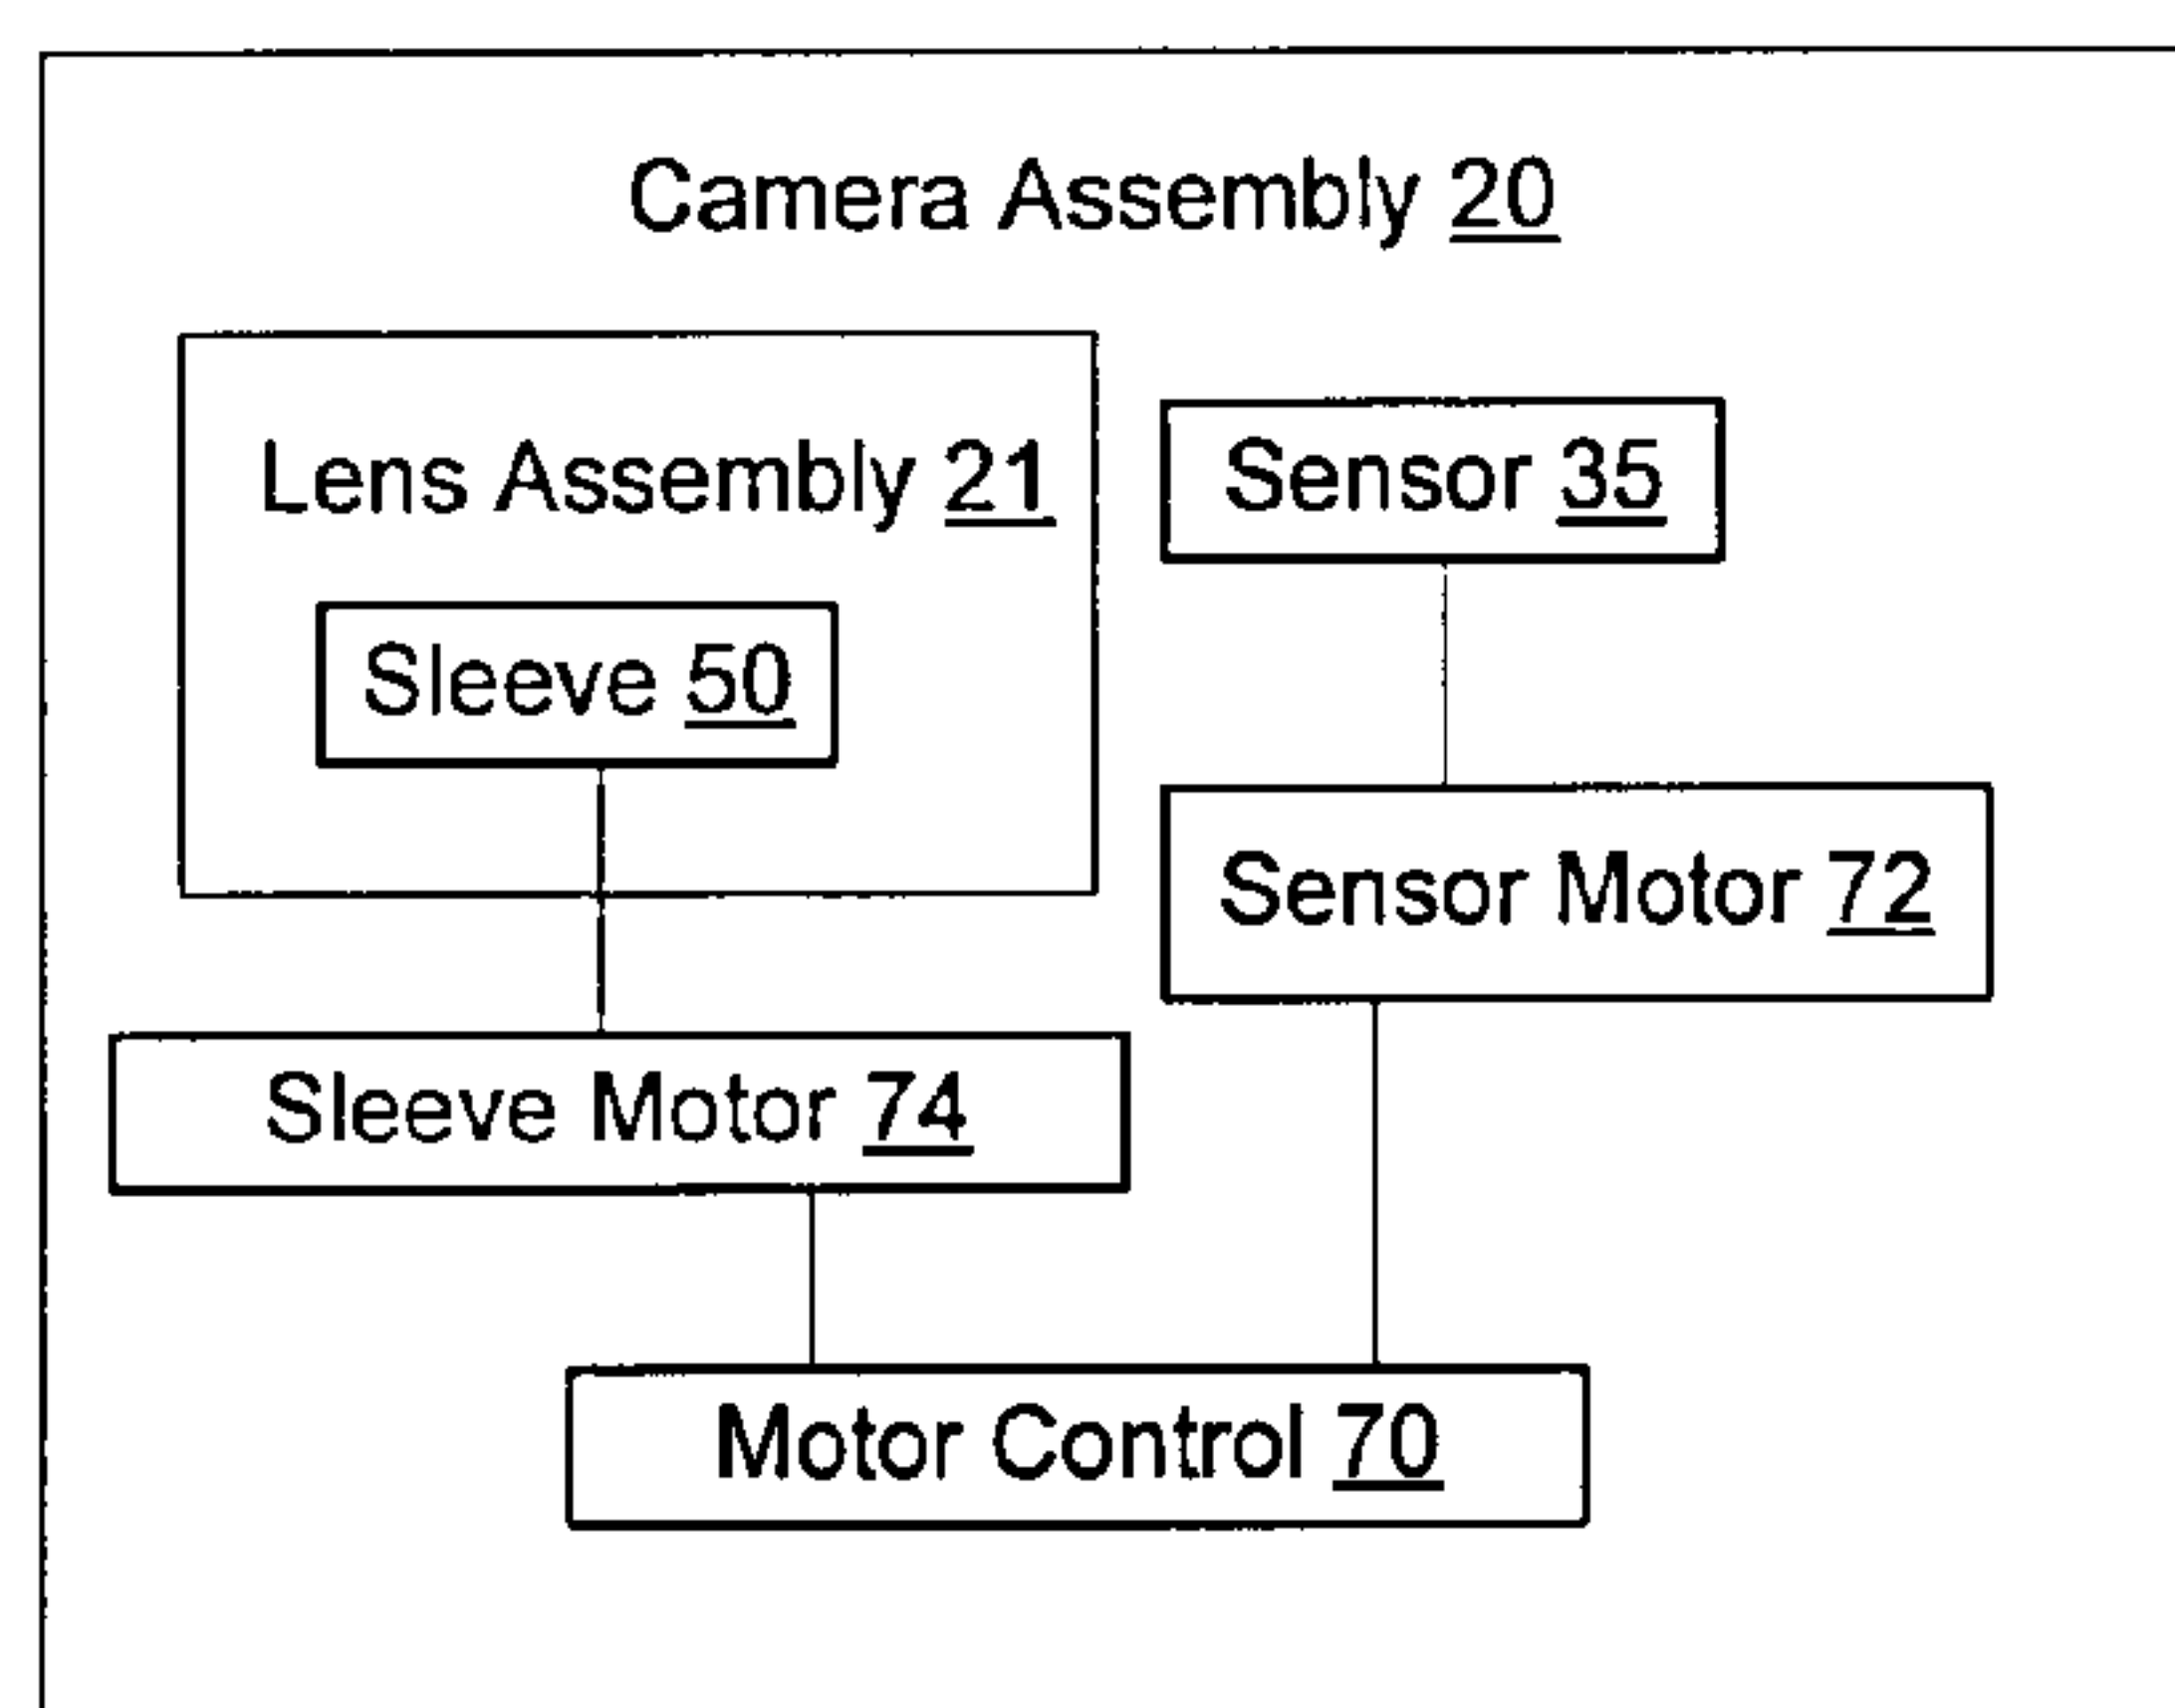 Camera Assembly 20
Lens Assembly 21
Sensor 35
Sleeve 50
Sensor Motor 72
Sleeve Motor 74
Motor Control 70